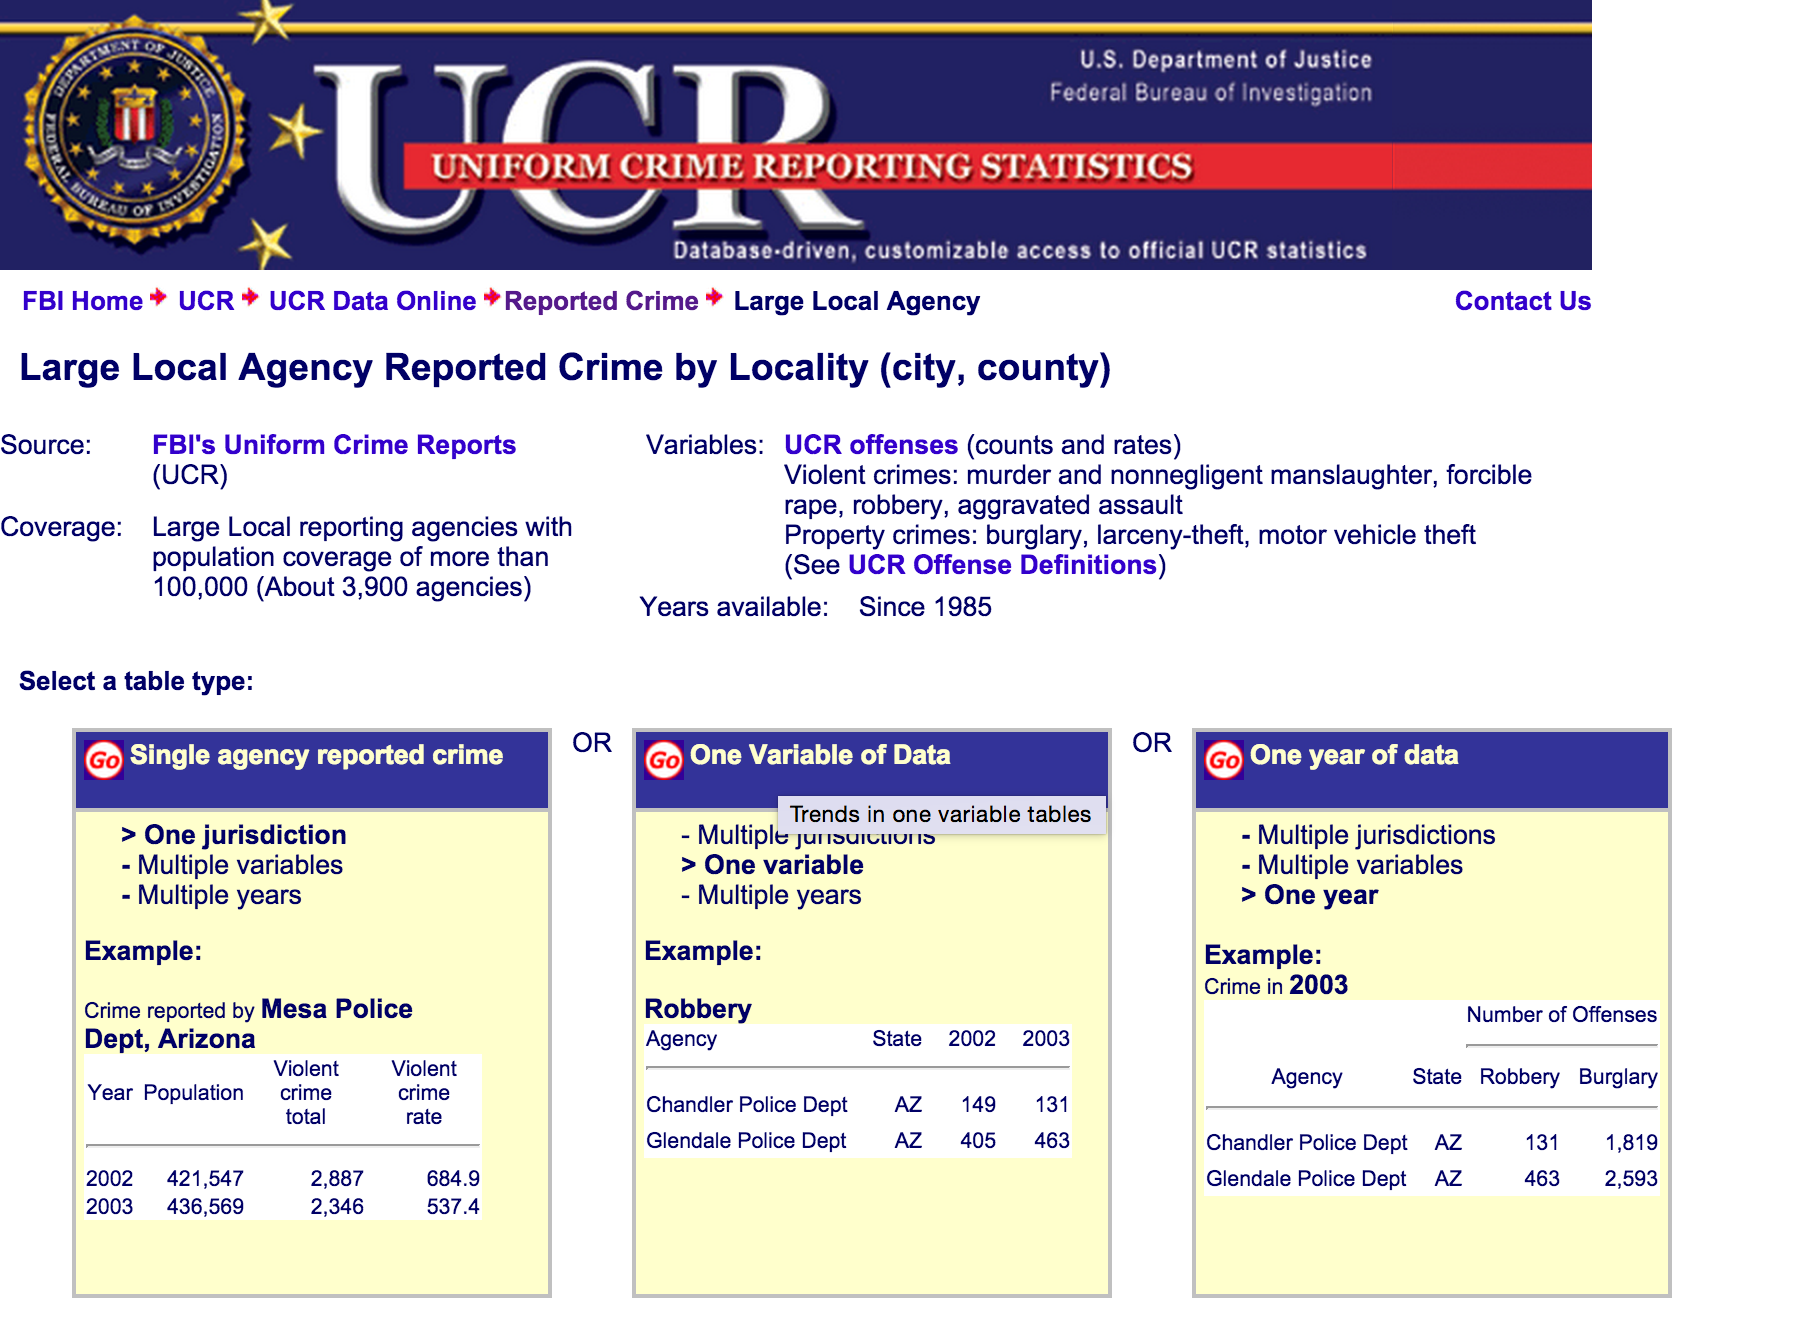 DEPARTMENT OF JUSTICE
FEDERAL BUREAU OF INVESTIGATION
UCR
U.S. Department of Justice
Federal Bureau of Investigation
UNIFORM CRIME REPORTING STATISTICS
Database-driven, customizable access to official UCR statistics
FBI Home UCR UCR Data Online Reported Crime Large Local Agency Contact Us
Large Local Agency Reported Crime by Locality (city, county)
Source: FBI's Uniform Crime Reports
(UCR)
Coverage: Large Local reporting agencies with
population coverage of more than
100,000 (About 3,900 agencies)
Variables: UCR offenses (counts and rates)
Violent crimes: murder and nonnegligent manslaughter, forcible
rape, robbery, aggravated assault
Property crimes: burglary, larceny-theft, motor vehicle theft
(See UCR Offense Definitions)
Years available: Since 1985
Select a table type:
Go Single agency reported crime
> One jurisdiction
- Multiple variables
- Multiple years
Example:
Crime reported by Mesa Police
Dept, Arizona
Year Population Violent crime total Violent crime rate
2002 421,547 2,887 684.9
2003 436,569 2,346 537.4
OR
Go One Variable of Data
Trends in one variable tables
- Multiple jurisdictions
> One variable
- Multiple years
Example:
Robbery
Agency State 2002 2003
Chandler Police Dept AZ 149 131
Glendale Police Dept AZ 405 463
OR
Go One year of data
- Multiple jurisdictions
- Multiple variables
> One year
Example:
Crime in 2003
Number of Offenses
Agency State Robbery Burglary
Chandler Police Dept AZ 131 1,819
Glendale Police Dept AZ 463 2,593